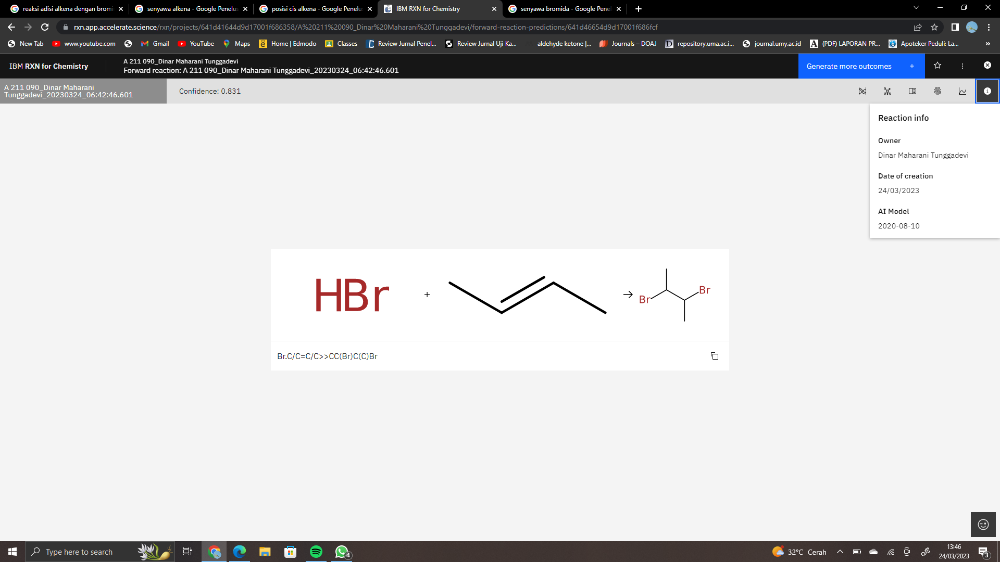 reaksi adisi alkena dengan bromi
senyawa alkena - Google Penelus
posisi cis alkena - Google Penelu
IBM RXN for Chemistry
senyawa bromida - Google Pene
rxn.app.accelerate.science/rxn/projects/641d41644d9d17001f686358/A%20211%20090_Dinar%20Maharani%20Tunggadevi/forward-reaction-predictions/641d46654d9d17001f686fcf
New Tab
www.youtube.com
Gmail
YouTube
Maps
Home | Edmodo
Classes
Review Jurnal Penel...
Review Jurnal Uji Ka...
aldehyde ketone |...
Journals – DOAJ
repository.uma.ac.i...
journal.umy.ac.id
(PDF) LAPORAN PR...
Apoteker Peduli: La...
»
IBM RXN for Chemistry
A 211 090_Dinar Maharani Tunggadevi
Forward reaction: A 211 090_Dinar Maharani Tunggadevi_20230324_06:42:46.601
Generate more outcomes +
A 211 090_Dinar Maharani
Tunggadevi_20230324_06:42:46.601
Confidence: 0.831
Reaction info
Owner
Dinar Maharani Tunggadevi
Date of creation
24/03/2023
AI Model
2020-08-10
HBr
+
→
Br
Br
Br.C/C=C/C>>CC(Br)C(C)Br
Type here to search
4
32°C Cerah
13:46
24/03/2023
3